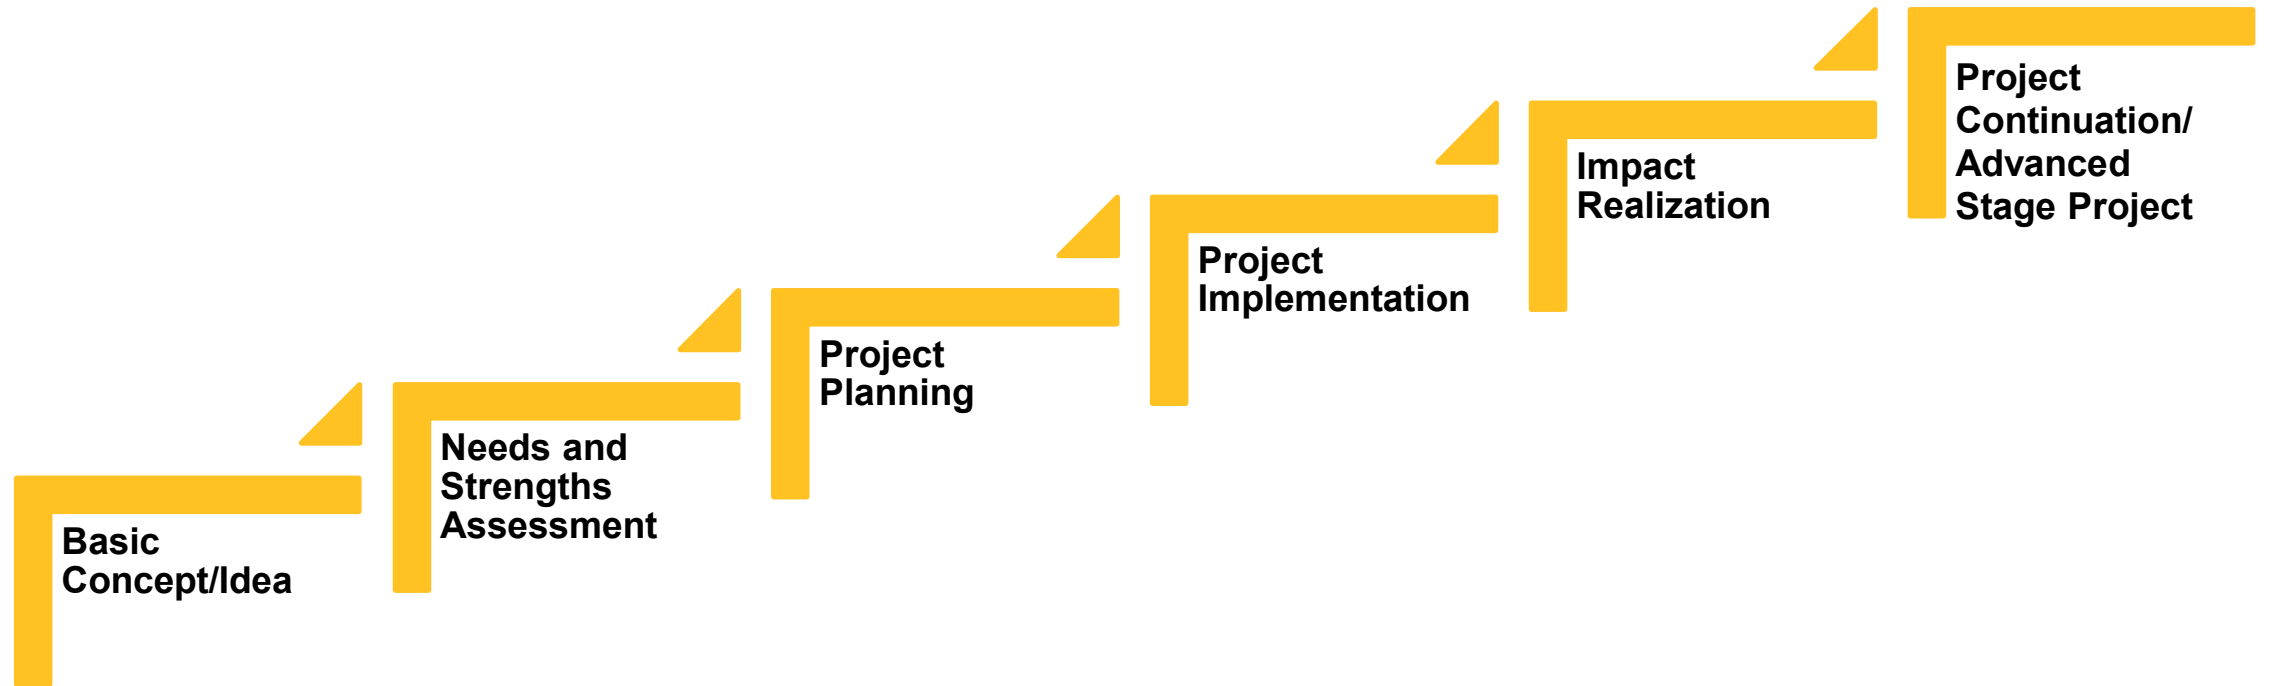 Basic
Concept/Idea
Needs and
Strengths
Assessment
Project
Planning
Project
Implementation
Impact
Realization
Project
Continuation/
Advanced
Stage Project